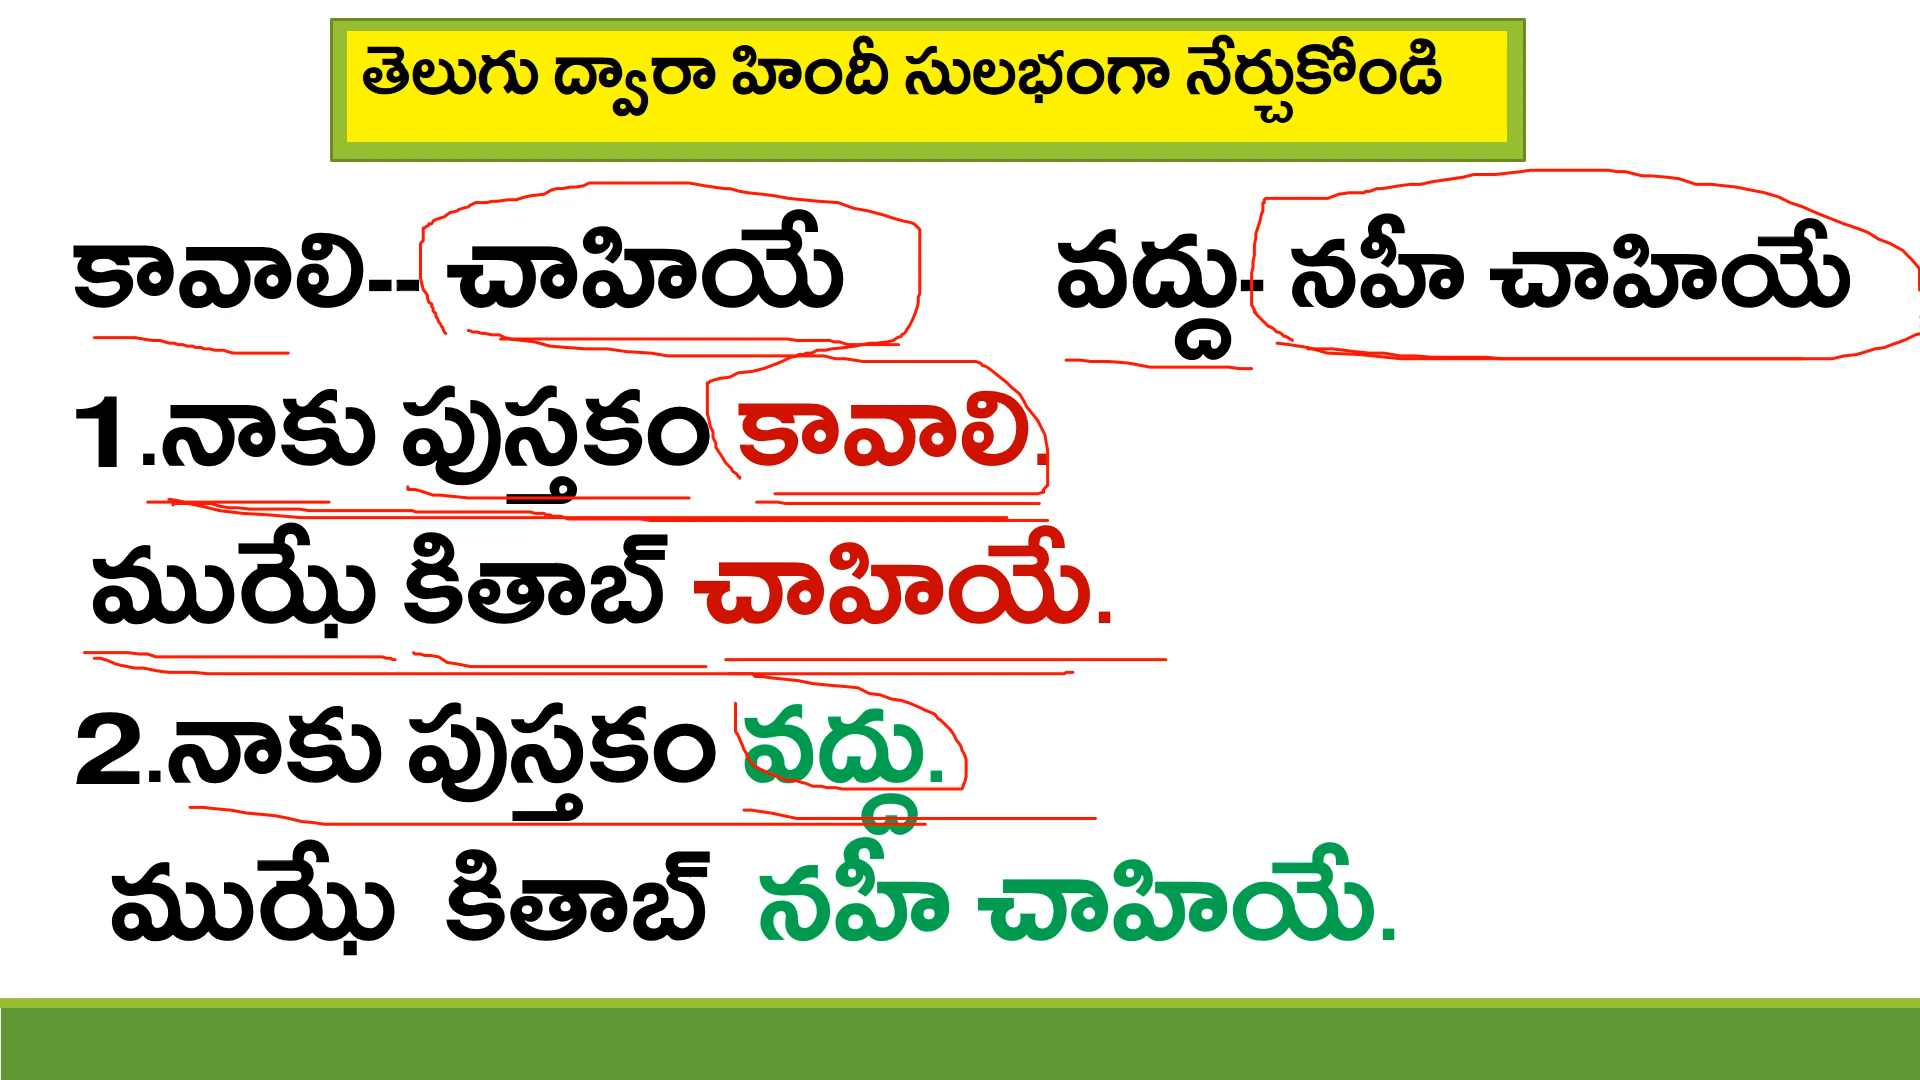 తెలుగు ద్వారా హిందీ సులభంగా నేర్చుకోండి
కావాలి-- చాహియే వద్దు- నహీ చాహియే
1.నాకు పుస్తకం కావాలి.
ముఝే కితాబ్ చాహియే.
2.నాకు పుస్తకం వద్దు.
ముఝే కితాబ్ నహీ చాహియే.